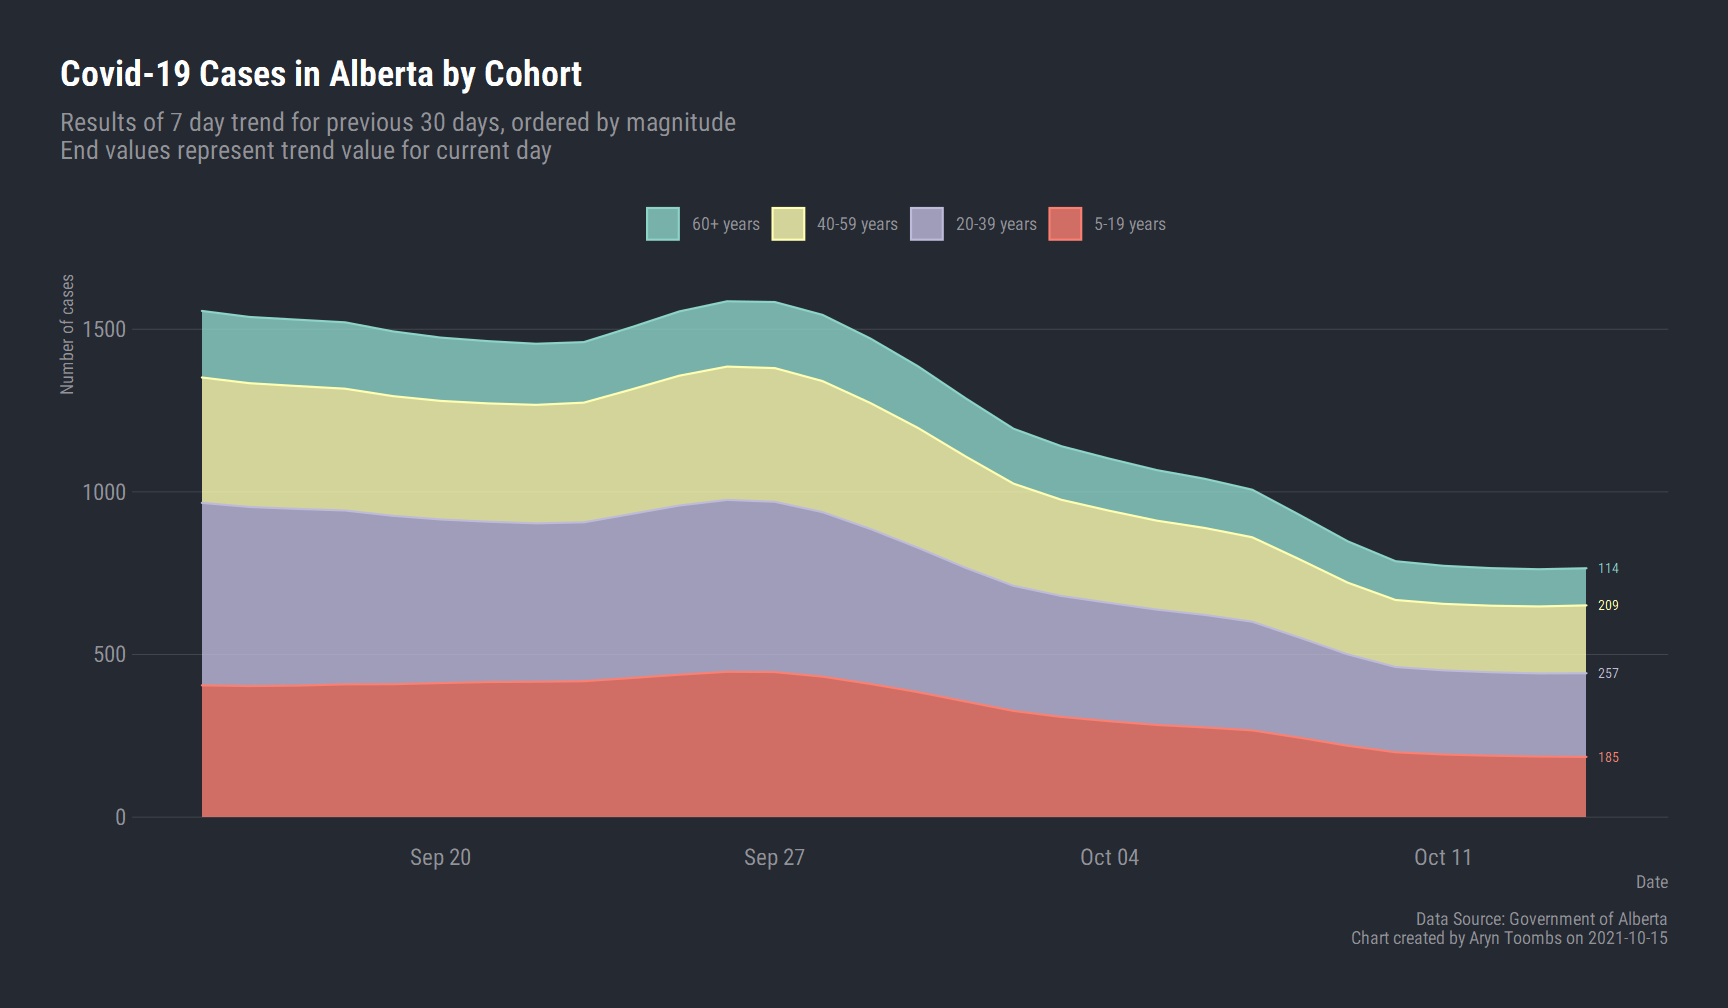 Covid-19 Cases in Alberta by Cohort
Results of 7 day trend for previous 30 days, ordered by magnitude
End values represent trend value for current day
60+ years
40-59 years
20-39 years
5-19 years
Number of cases
1500
1000
500
0
114
209
257
185
Sep 20
Sep 27
Oct 04
Oct 11
Date
Data Source: Government of Alberta
Chart created by Aryn Toombs on 2021-10-15